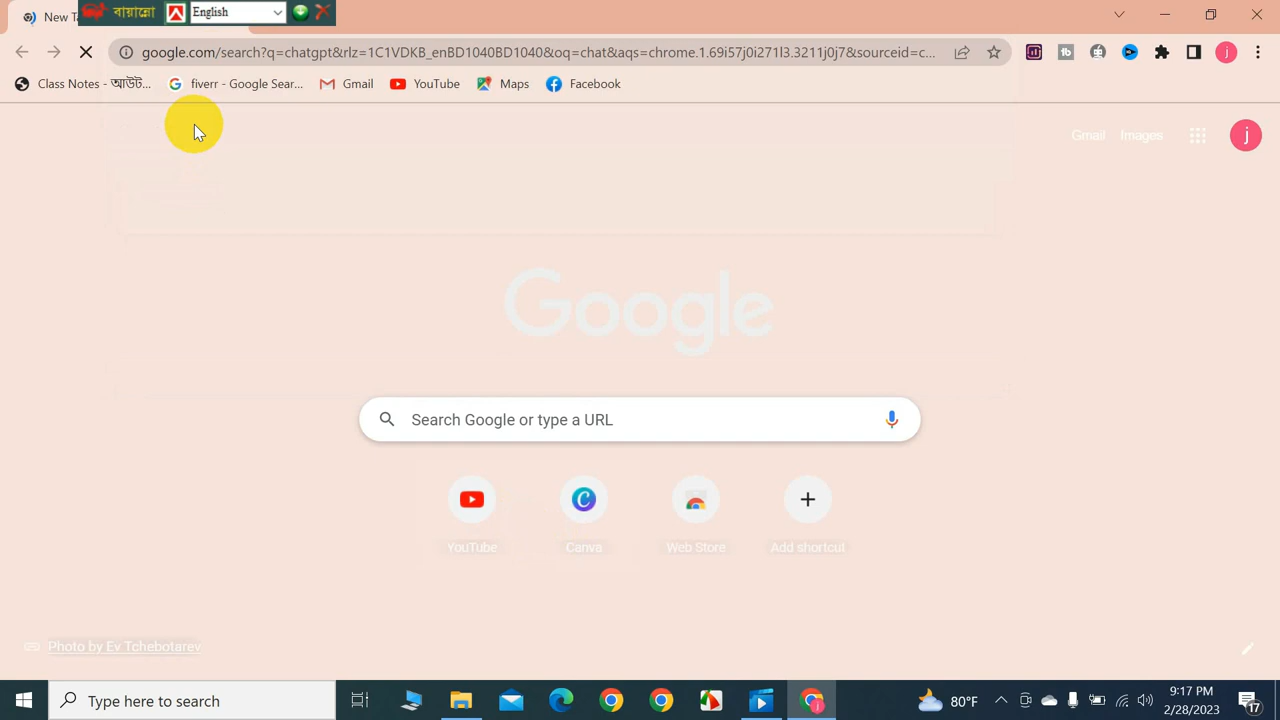 New Ta
বায়ান্নো
English
google.com/search?q=chatgpt&rlz=1C1VDKB_enBD1040BD1040&oq=chat&aqs=chrome.1.69i57j0i271l3.3211j0j7&sourceid=c...
j
Class Notes - আউট...
fiverr - Google Sear...
Gmail
YouTube
Maps
Facebook
Gmail
Images
j
Google
Search Google or type a URL
YouTube
Canva
Web Store
Add shortcut
Photo by Ev Tchebotarev
Type here to search
80°F
9:17 PM
2/28/2023
17